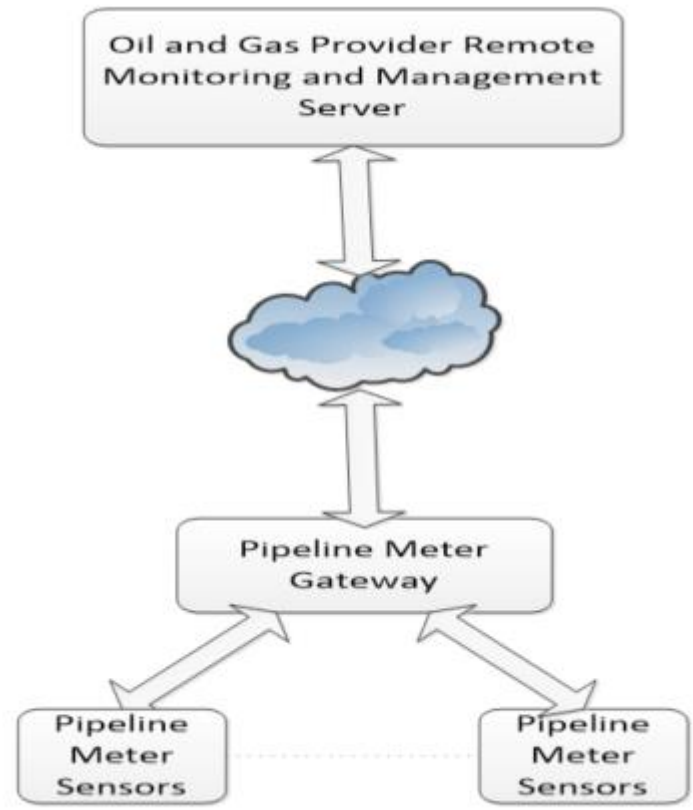 Oil and Gas Provider Remote
Monitoring and Management
Server
Pipeline Meter
Gateway
Pipeline
Meter
Sensors
Pipeline
Meter
Sensors